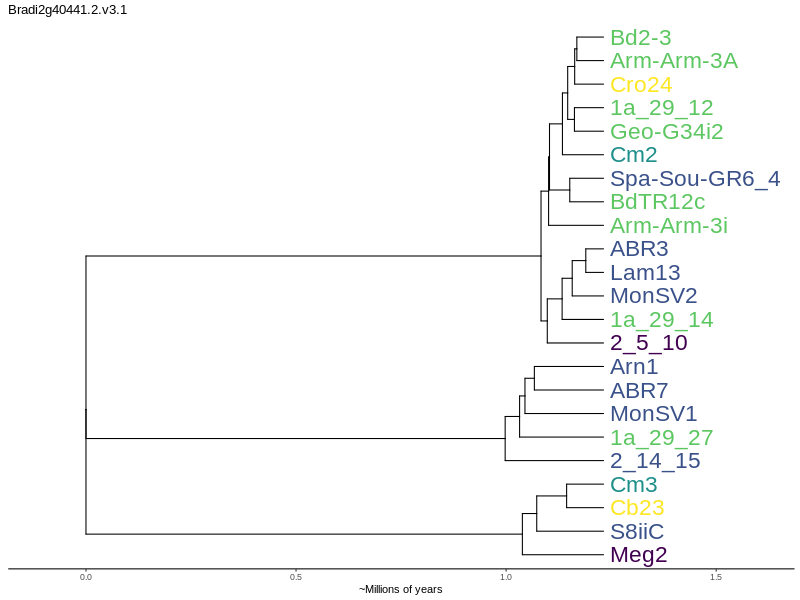 Bradi2g40441.2.v3.1
Bd2-3
Arm-Arm-3A
Cro24
1a_29_12
Geo-G34i2
Cm2
Spa-Sou-GR6_4
BdTR12c
Arm-Arm-3i
ABR3
Lam13
MonSV2
1a_29_14
2_5_10
Arn1
ABR7
MonSV1
1a_29_27
2_14_15
Cm3
Cb23
S8iiC
Meg2
0.0 0.5 1.0 1.5
~Millions of years